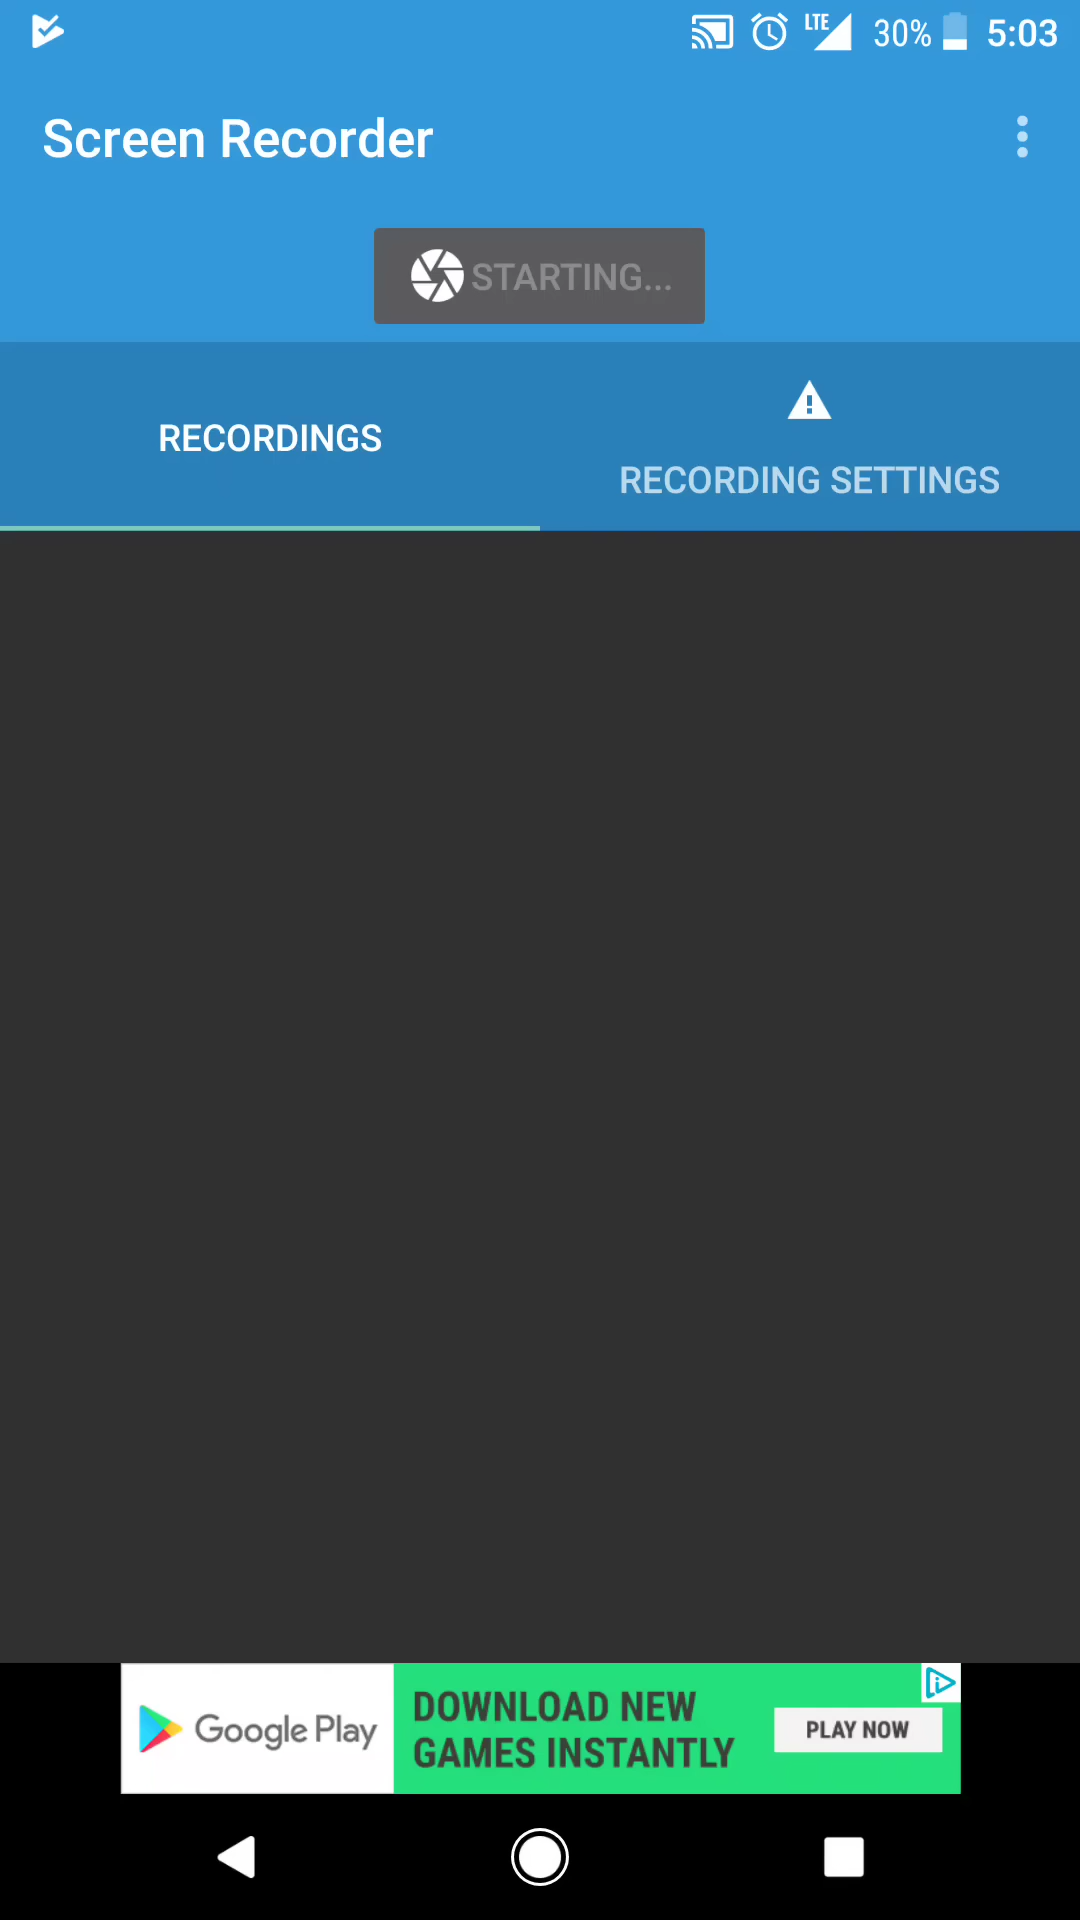 LTE 30% 5:03
Screen Recorder
STARTING...
RECORDINGS
RECORDING SETTINGS
Google Play
DOWNLOAD NEW
GAMES INSTANTLY
PLAY NOW